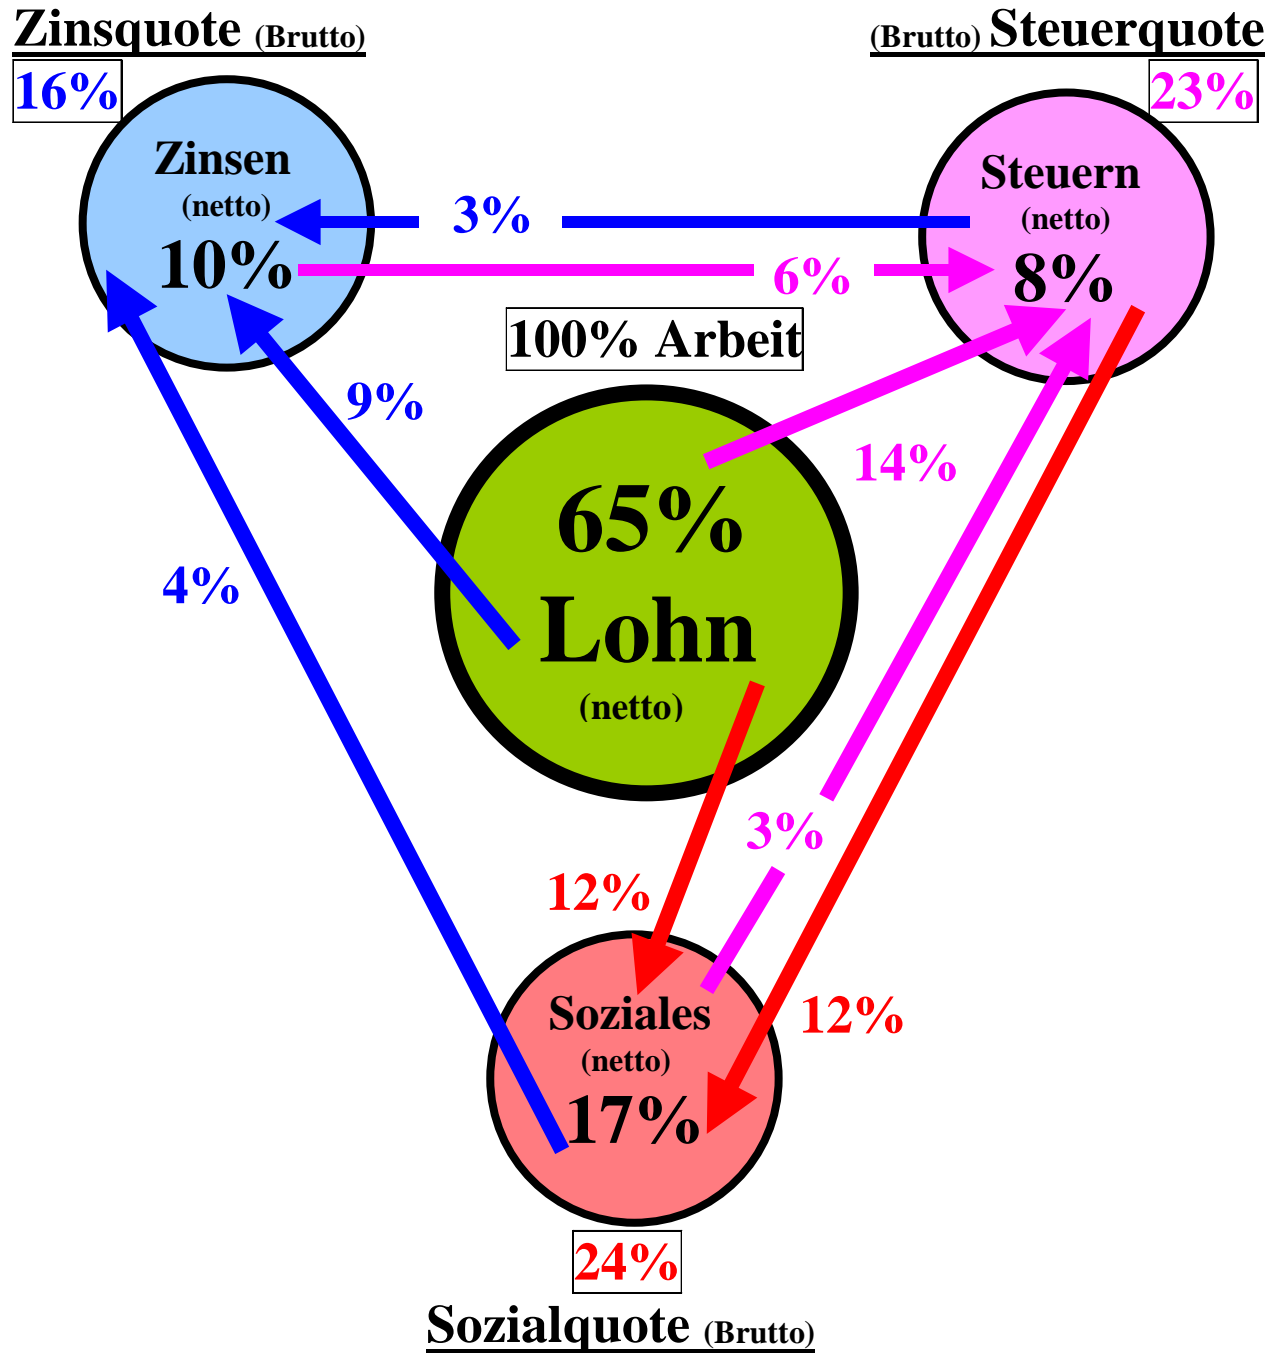 Zinsquote (Brutto)
(Brutto) Steuerquote
16%
23%
Zinsen
(netto)
10%
Steuern
(netto)
8%
3%
6%
100% Arbeit
9%
14%
65%
Lohn
(netto)
4%
3%
12%
12%
Soziales
(netto)
17%
24%
Sozialquote (Brutto)